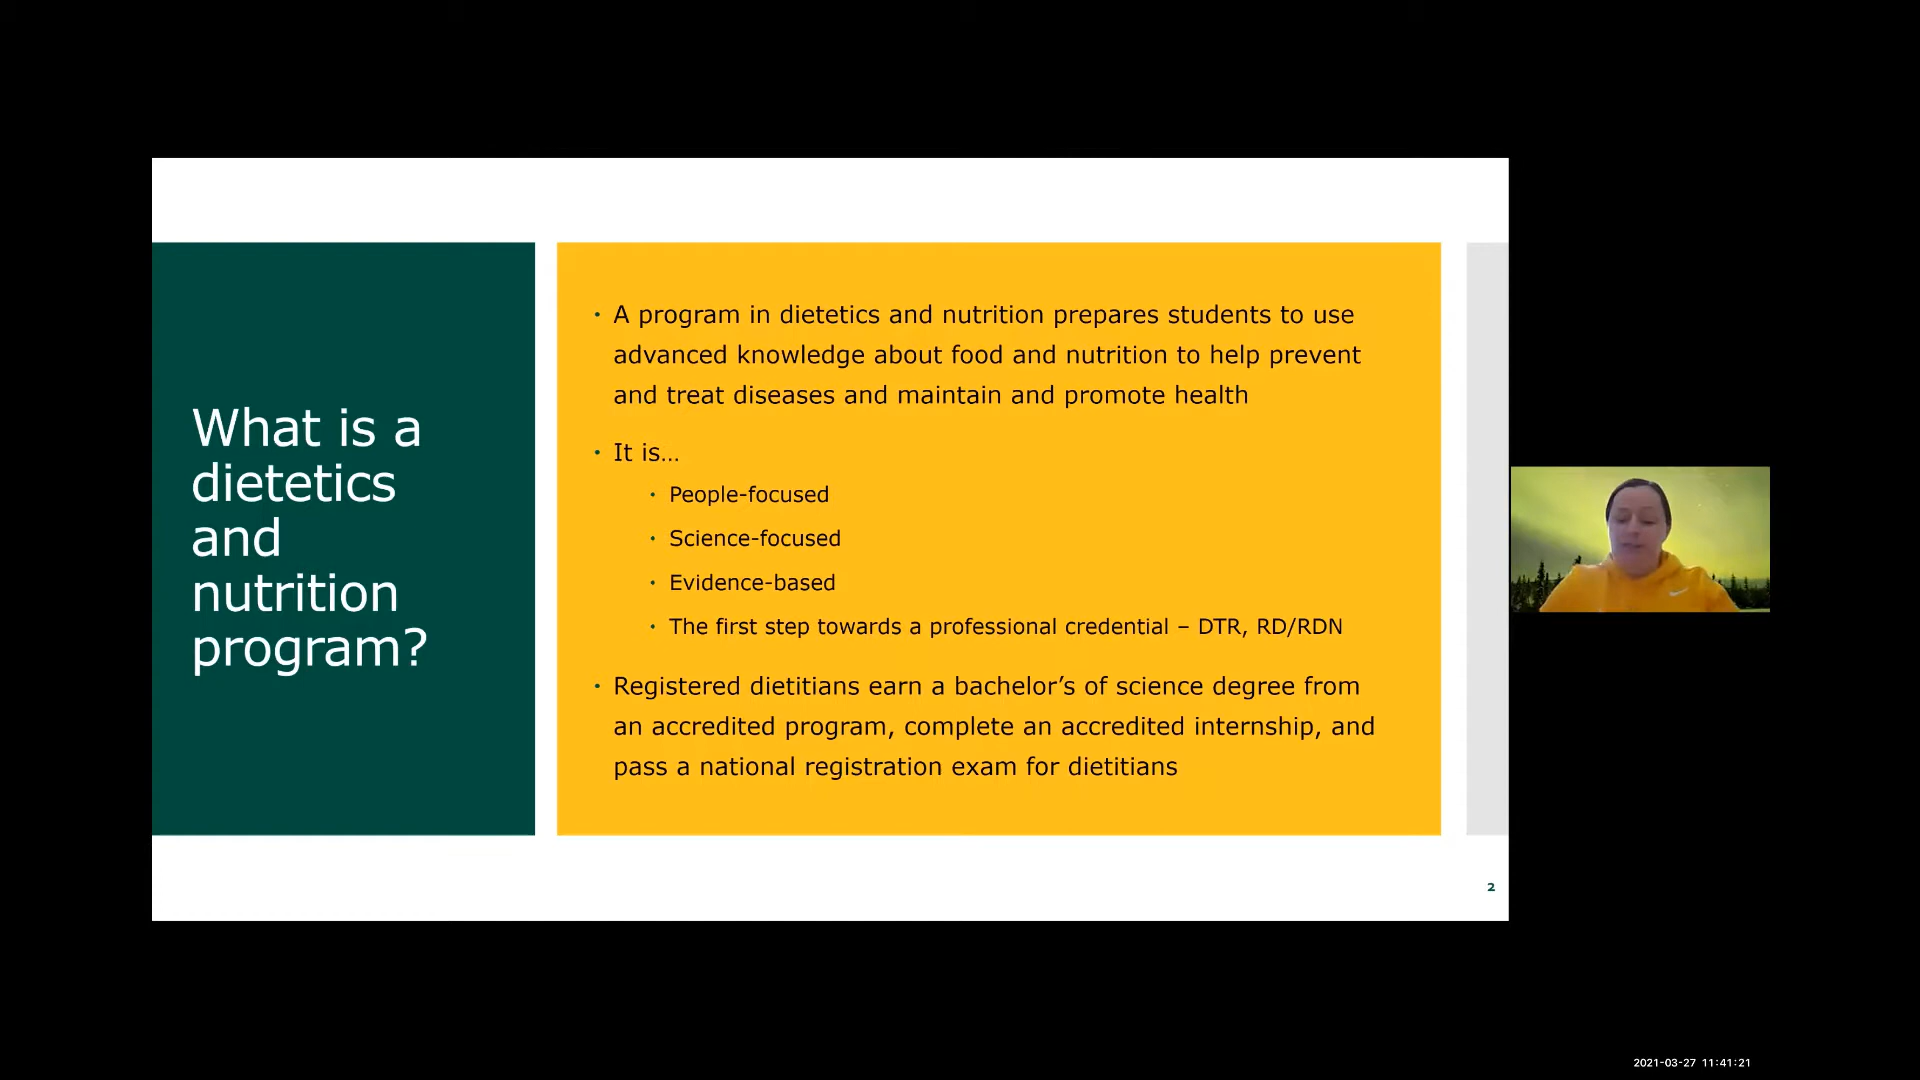 What is a
dietetics
and
nutrition
program?
• A program in dietetics and nutrition prepares students to use
advanced knowledge about food and nutrition to help prevent
and treat diseases and maintain and promote health
• It is…
• People-focused
• Science-focused
• Evidence-based
• The first step towards a professional credential – DTR, RD/RDN
• Registered dietitians earn a bachelor’s of science degree from
an accredited program, complete an accredited internship, and
pass a national registration exam for dietitians
2
2021-03-27 11:41:21